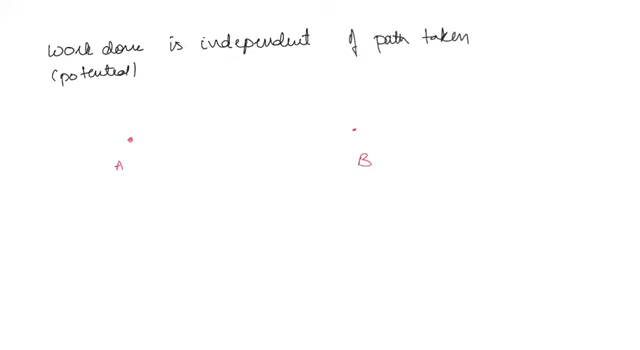 work done is independent of path taken
(potential)
A
B